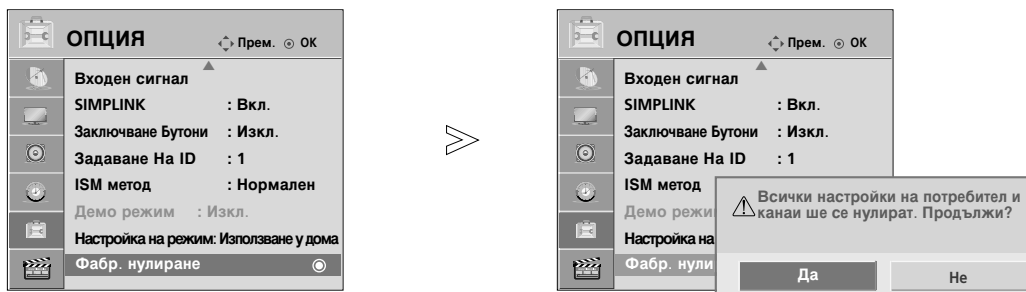 ОПЦИЯ Прем. ОК
Входен сигнал
SIMPLINK : Вкл.
Заключване Бутони : Изкл.
Задаване На ID : 1
ISM метод : Нормален
Демо режим : Изкл.
Настройка на режим: Използване у дома
Фабр. нулиране
ОПЦИЯ Прем. ОК
Входен сигнал
SIMPLINK : Вкл.
Заключване Бутони : Изкл.
Задаване На ID : 1
ISM метод
Демо режи
Настройка на
Фабр. нули
Всички настройки на потребител и
канаи ше се нулират. Продължи?
Да Не